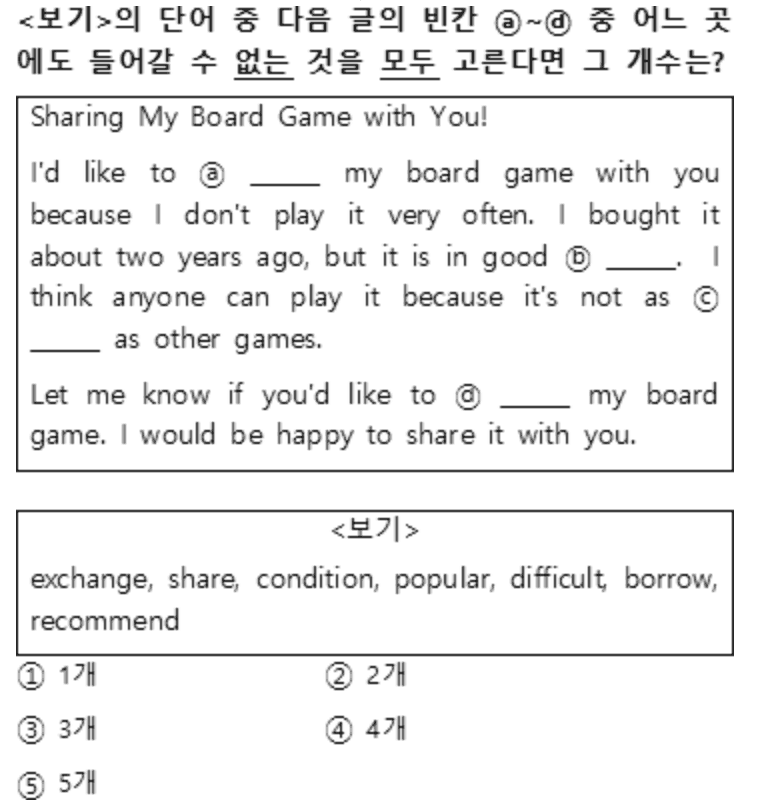 <보기>의 단어 중 다음 글의 빈칸 ⓐ~ⓓ 중 어느 곳
에도 들어갈 수 없는 것을 모두 고른다면 그 개수는?
Sharing My Board Game with You!
I'd like to ⓐ _____ my board game with you
because I don't play it very often. I bought it
about two years ago, but it is in good ⓑ _____. I
think anyone can play it because it's not as ⓒ
_____ as other games.
Let me know if you'd like to ⓓ _____ my board
game. I would be happy to share it with you.
<보기>
exchange, share, condition, popular, difficult, borrow,
recommend
① 1개 ② 2개
③ 3개 ④ 4개
⑤ 5개